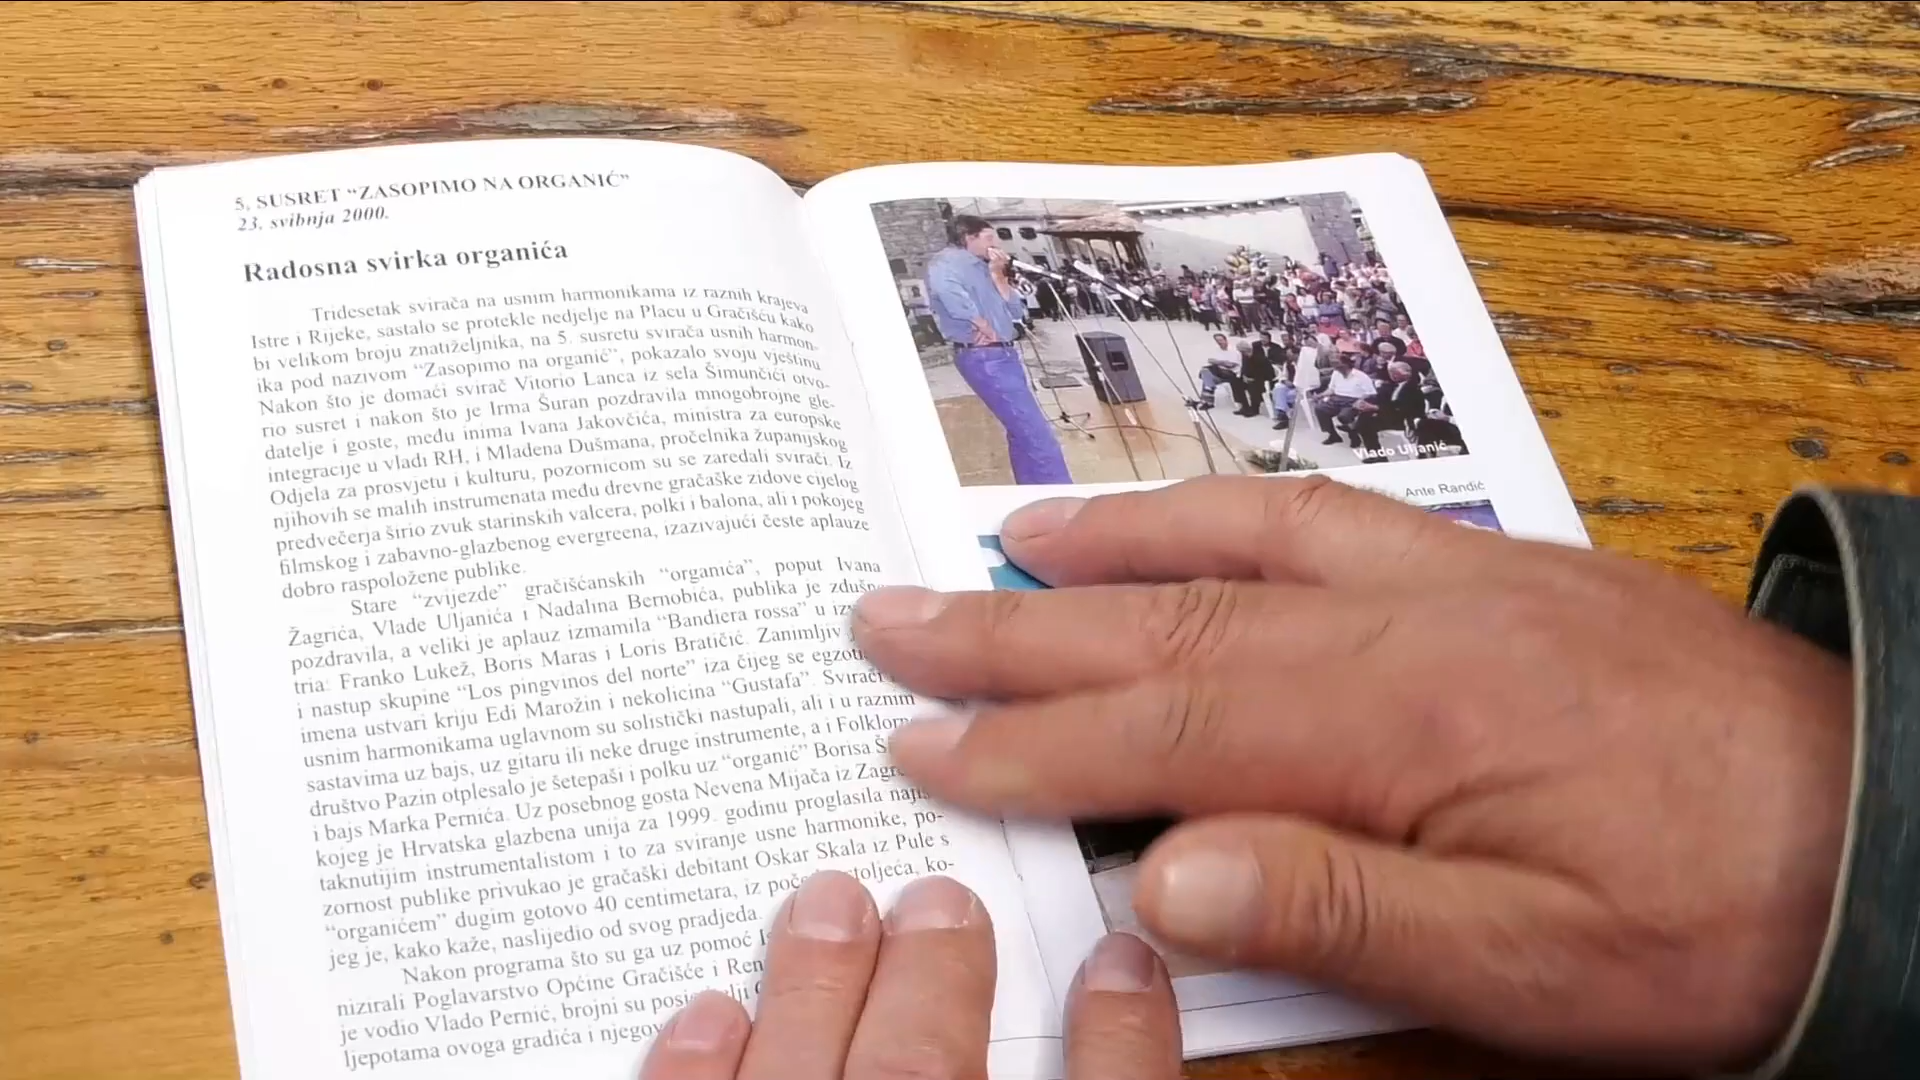 5. SUSRET “ZASOPIMO NA ORGANIĆ”
23. svibnja 2000.
Radosna svirka organića
Tridesetak svirača na usnim harmonikama iz raznih krajeva
Istre i Rijeke, sastalo se protekle nedjelje na Placu u Gračišću kako
bi velikom broju znatiželjnika, na 5. susretu svirača usnih harmon-
ika pod nazivom “Zasopimo na organić”, pokazalo svoju vještinu
Nakon što je domaći svirač Vitorio Lanca iz sela Šimunčići otvo-
rio susret i nakon što je Irma Šuran pozdravila mnogobrojne gle-
datelje i goste, među inima Ivana Jakovčića, ministra za europske
integracije u vladi RH, i Mladena Dušmana, pročelnika županijskog
Odjela za prosvjetu i kulturu, pozornicom su se zaredali svirači. Iz
njihovih se malih instrumenata među drevne gračaške zidove cijelog
predvečerja širio zvuk starinskih valcera, polki i balona, ali i pokojeg
filmskog i zabavno-glazbenog evergreena, izazivajući česte aplauze
dobro raspoložene publike.
Stare “zvijezde” gračišćanskih “organića”, poput Ivana
Žagrića, Vlade Uljanića i Nadalina Bernobića, publika je zdušno
pozdravila, a veliki je aplauz izmamila “Bandiera rossa” u
tria: Franko Lukež, Boris Maras i Loris Bratičić. Zanimljiv
i nastup skupine “Los pingvinos del norte” iza čijeg se
imena ustvari kriju Edi Marožin i nekolicina “Gustafa”. Svirači
usnim harmonikama uglavnom su solistički nastupali, ali i u raznim
sastavima uz bajs, uz gitaru ili neke druge instrumente, a i
društvo Pazin otplesalo je šetepaši i polku uz “organić” Borisa
i bajs Marka Pernića. Uz posebnog gosta Nevena Mijača iz
kojeg je Hrvatska glazbena unija za 1999. godinu proglasila
taknutijim instrumentalistom i to za sviranje usne harmonike, po-
zornost publike privukao je gračaški debitant Oskar Skala iz Pule s
“organićem” dugim gotovo 40 centimetara, iz ko-
jeg je, kako kaže, naslijedio od svog pradjeda.
Nakon programa što su ga uz pomoć
nizirali Poglavarstvo Općine Gračišće i
je vodio Vlado Pernić, brojni su
ljepotama ovoga gradića i
Vlado Uljanić
Ante Randić